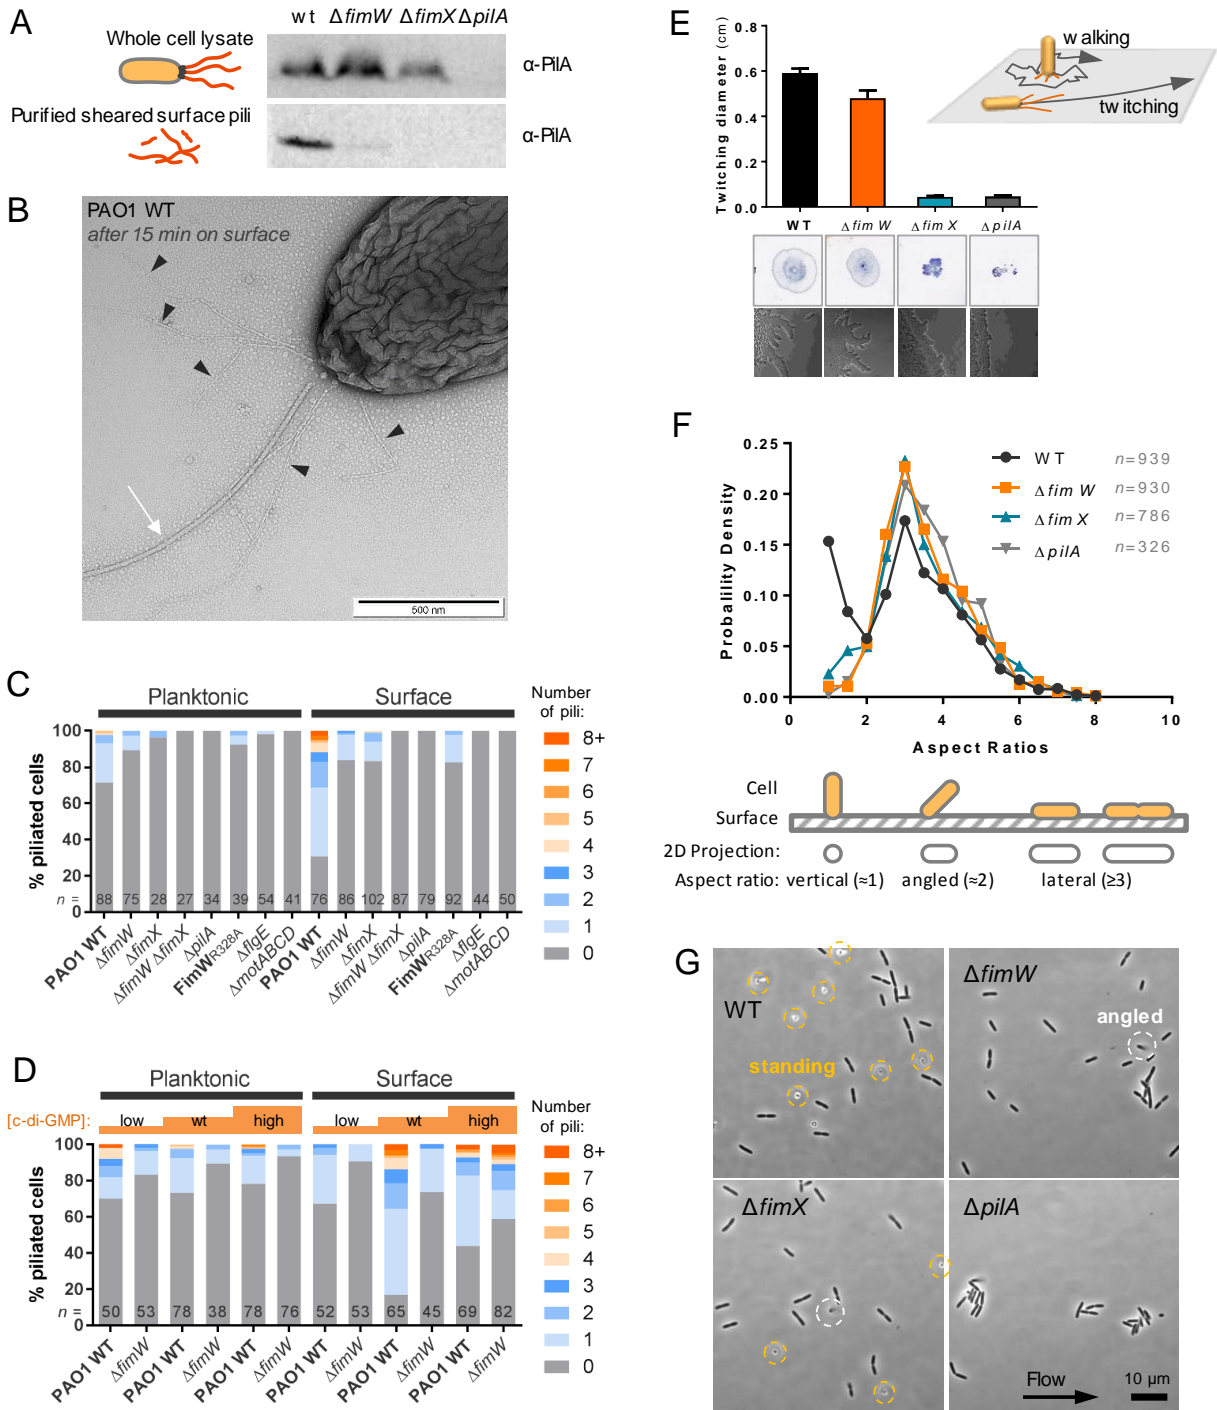 A
wt ΔfimW ΔfimX ΔpilA
Whole cell lysate
α-PilA
Purified sheared surface pili
α-PilA
B
PAO1 WT
after 15 min on surface
500 nm
C
Planktonic Surface
Number of pili:
% piliated cells
100
80
60
40
20
0
n = 88 75 28 27 34 39 54 41 76 86 102 87 79 92 44 50
PAO1 WT ΔfimW ΔfimX ΔfimW ΔfimX ΔpilA FimWR328A ΔflgE ΔmotABCD PAO1 WT ΔfimW ΔfimX ΔfimW ΔfimX ΔpilA FimWR328A ΔflgE ΔmotABCD
8+
7
6
5
4
3
2
1
0
D
Planktonic Surface
[c-di-GMP]: low wt high low wt high
Number of pili:
% piliated cells
100
80
60
40
20
0
n = 50 53 78 38 78 76 52 53 65 45 69 82
PAO1 WT ΔfimW PAO1 WT ΔfimW PAO1 WT ΔfimW PAO1 WT ΔfimW PAO1 WT ΔfimW PAO1 WT ΔfimW
8+
7
6
5
4
3
2
1
0
E
Twitching diameter (cm)
0.8
0.6
0.4
0.2
0.0
WT ΔfimW ΔfimX ΔpilA
walking
twitching
F
Probalility Density
0.25
0.20
0.15
0.10
0.05
0.00
0 2 4 6 8 10
Aspect Ratios
WT n=939
ΔfimW n=930
ΔfimX n=786
ΔpilA n=326
Cell
Surface
2D Projection:
Aspect ratio: vertical (≈1) angled (≈2) lateral (≥3)
G
WT
standing
ΔfimW
angled
ΔfimX
ΔpilA
Flow
10 µm